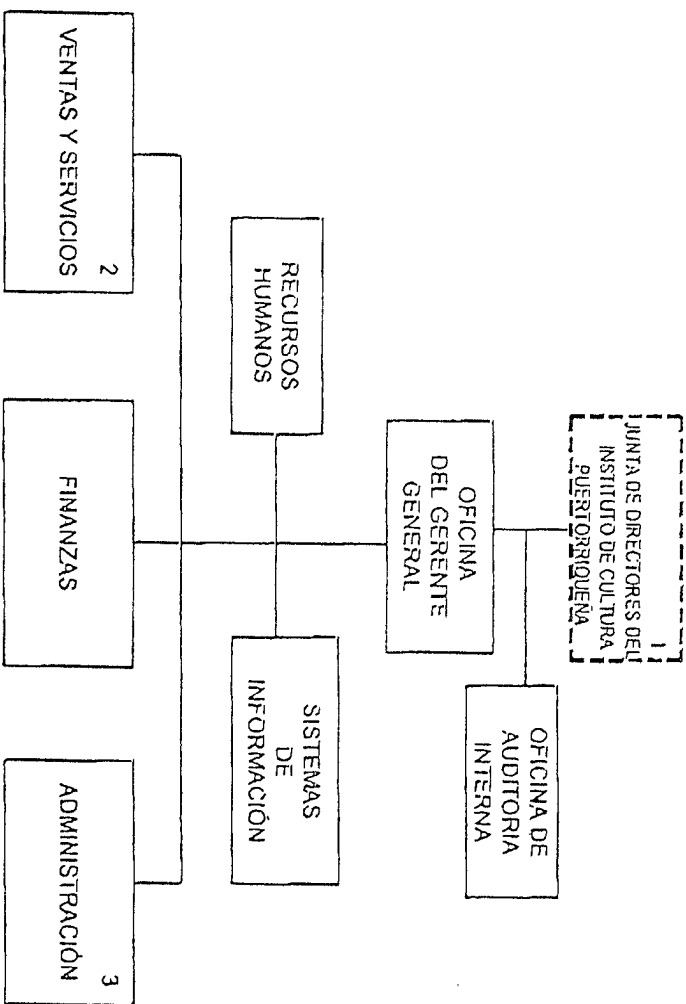 1
JUNTA DE DIRECTORES DEL
INSTITUTO DE CULTURA
PUERTORRIQUEÑA
OFICINA DE
AUDITORIA
INTERNA
OFICINA
DEL GERENTE
GENERAL
RECURSOS
HUMANOS
SISTEMAS
DE
INFORMACIÓN
2
VENTAS Y SERVICIOS
FINANZAS
3
ADMINISTRACIÓN